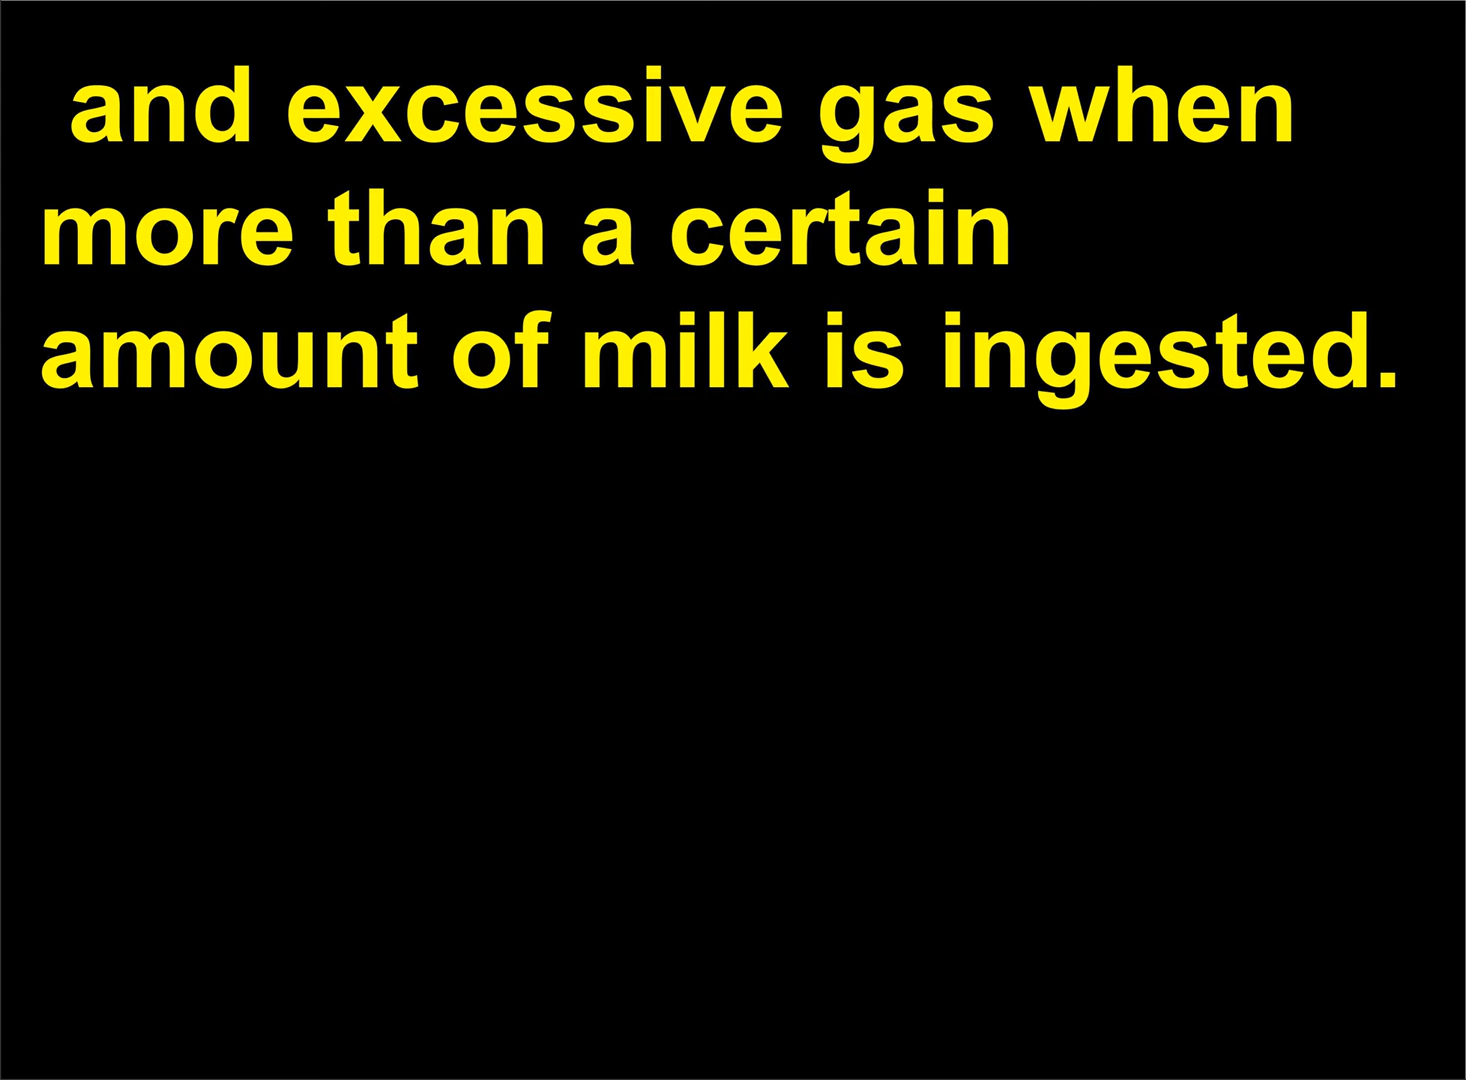 and excessive gas when
more than a certain
amount of milk is ingested.